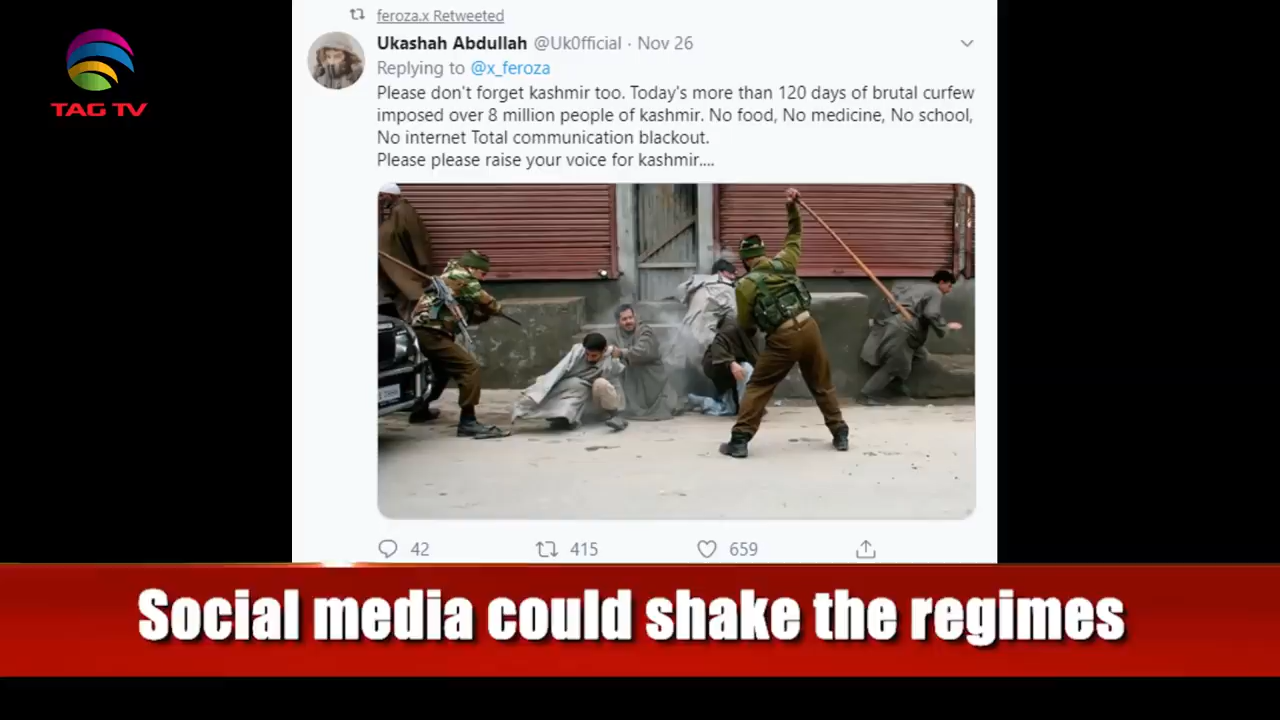 feroza.x Retweeted
TAG TV
Ukashah Abdullah @Uk0fficial · Nov 26
Replying to @x_feroza
Please don't forget kashmir too. Today's more than 120 days of brutal curfew
imposed over 8 million people of kashmir. No food, No medicine, No school,
No internet Total communication blackout.
Please please raise your voice for kashmir....
42 415 659
Social media could shake the regimes